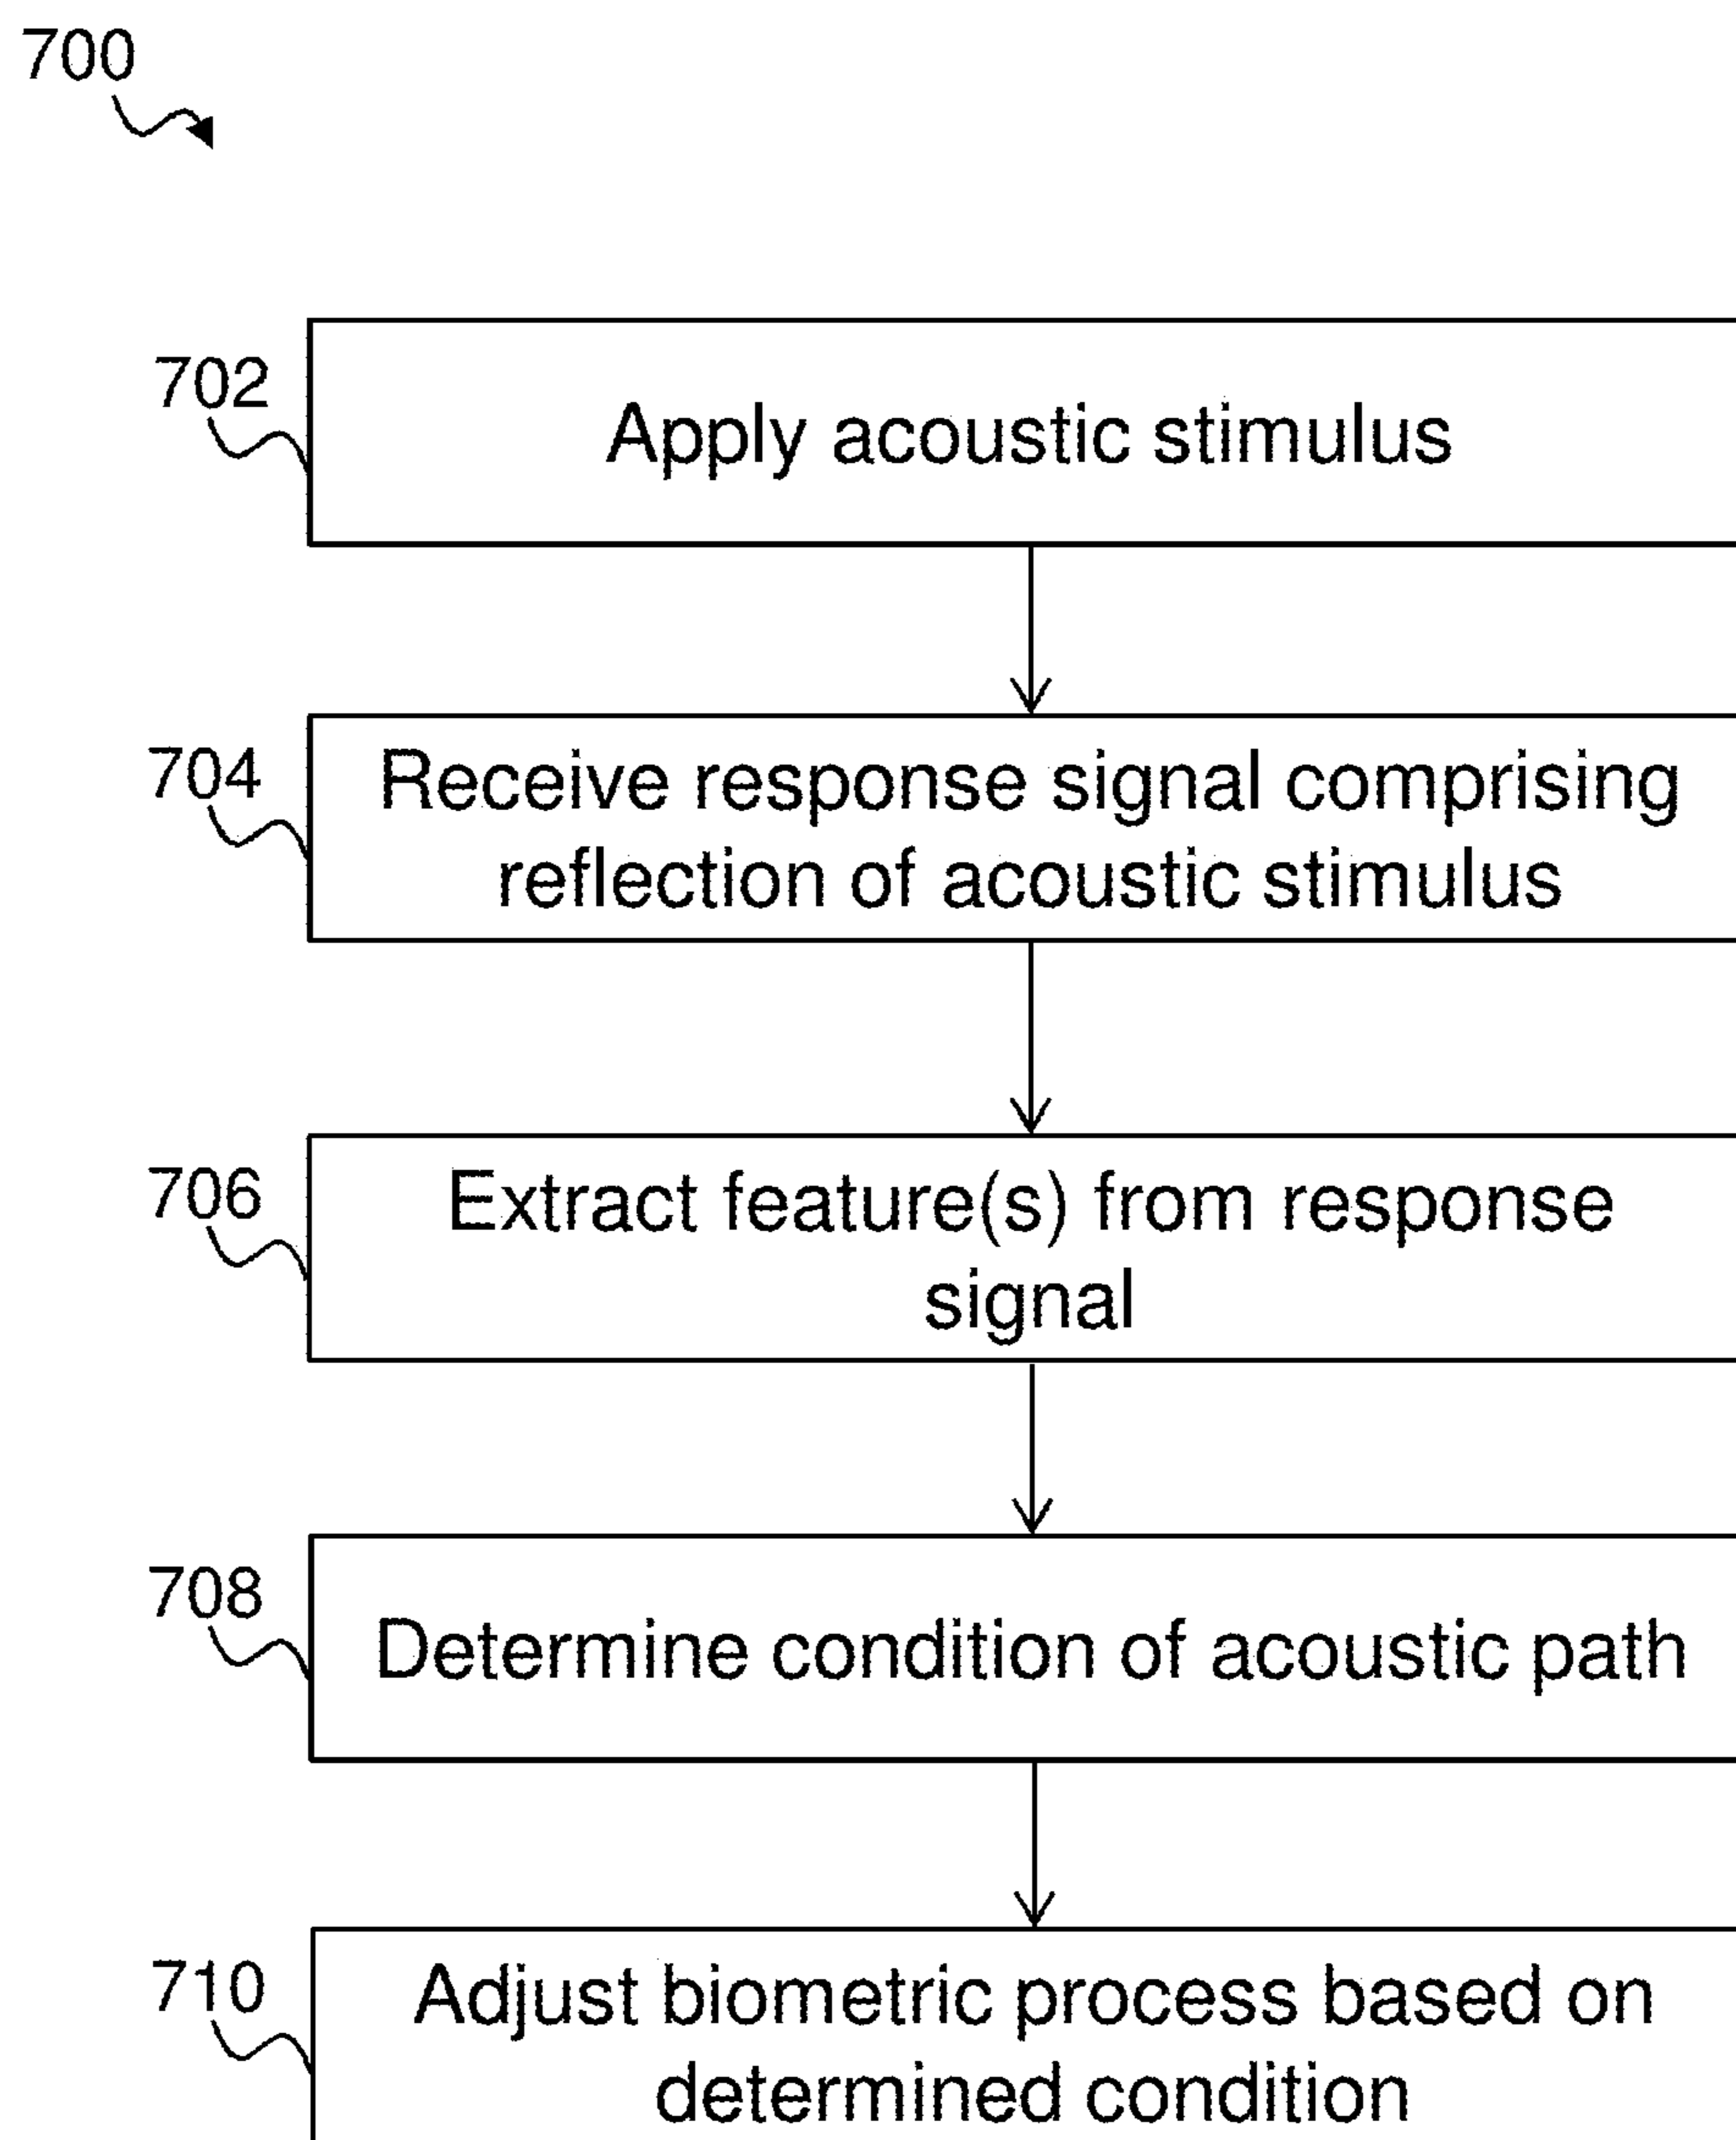 700
702
Apply acoustic stimulus
704
Receive response signal comprising
reflection of acoustic stimulus
706
Extract feature(s) from response
signal
708
Determine condition of acoustic path
710
Adjust biometric process based on
determined condition